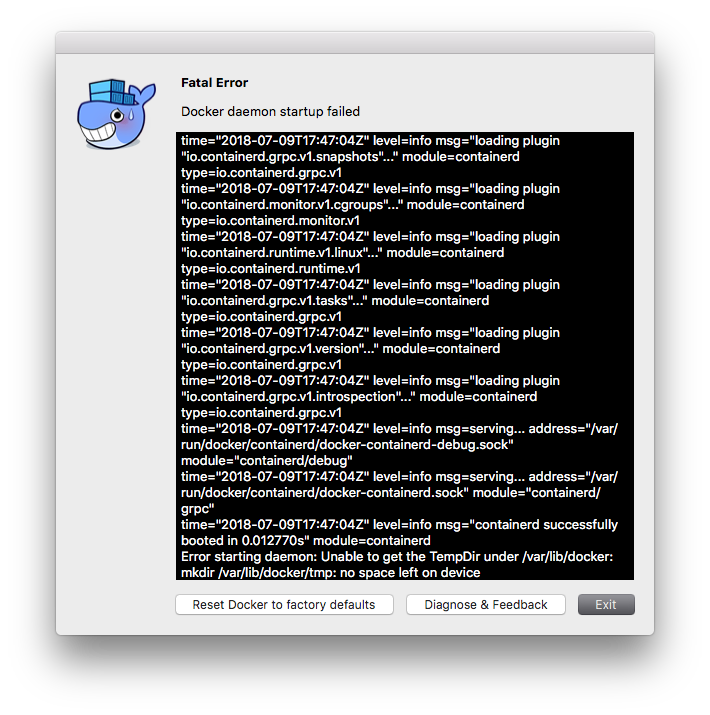 Fatal Error
Docker daemon startup failed
time="2018-07-09T17:47:04Z" level=info msg="loading plugin
"io.containerd.grpc.v1.snapshots"..." module=containerd
type=io.containerd.grpc.v1
time="2018-07-09T17:47:04Z" level=info msg="loading plugin
"io.containerd.monitor.v1.cgroups"..." module=containerd
type=io.containerd.monitor.v1
time="2018-07-09T17:47:04Z" level=info msg="loading plugin
"io.containerd.runtime.v1.linux"..." module=containerd
type=io.containerd.runtime.v1
time="2018-07-09T17:47:04Z" level=info msg="loading plugin
"io.containerd.grpc.v1.tasks"..." module=containerd
type=io.containerd.grpc.v1
time="2018-07-09T17:47:04Z" level=info msg="loading plugin
"io.containerd.grpc.v1.version"..." module=containerd
type=io.containerd.grpc.v1
time="2018-07-09T17:47:04Z" level=info msg="loading plugin
"io.containerd.grpc.v1.introspection"..." module=containerd
type=io.containerd.grpc.v1
time="2018-07-09T17:47:04Z" level=info msg=serving... address="/var/
run/docker/containerd/docker-containerd-debug.sock"
module="containerd/debug"
time="2018-07-09T17:47:04Z" level=info msg=serving... address="/var/
run/docker/containerd/docker-containerd.sock" module="containerd/
grpc"
time="2018-07-09T17:47:04Z" level=info msg="containerd successfully
booted in 0.012770s" module=containerd
Error starting daemon: Unable to get the TempDir under /var/lib/docker:
mkdir /var/lib/docker/tmp: no space left on device
Reset Docker to factory defaults
Diagnose & Feedback
Exit